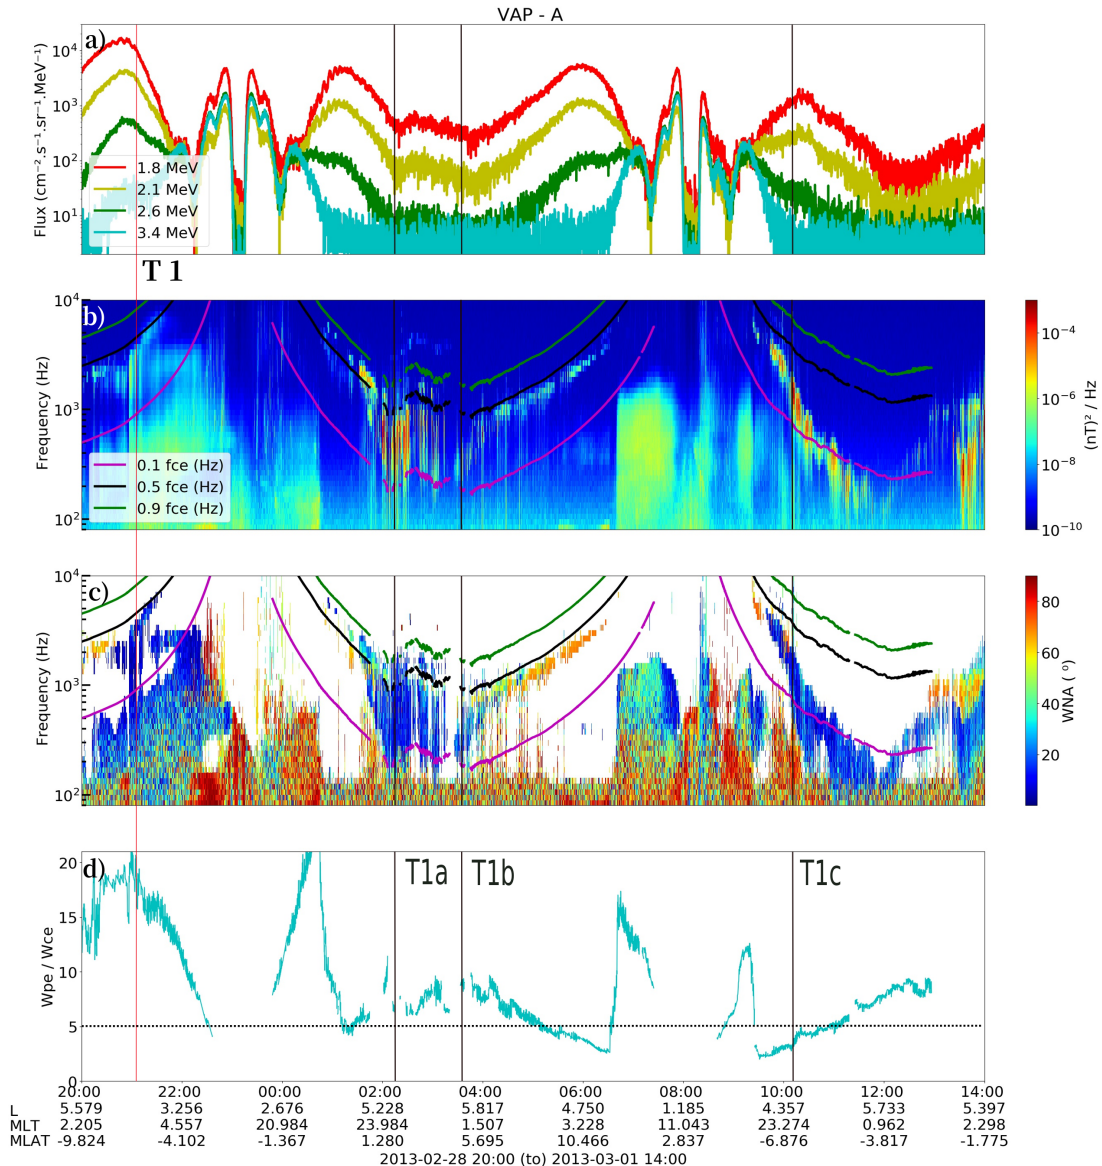 VAP - A
a)
10⁴
10³
10²
10¹
Flux (cm⁻².s⁻¹.sr⁻¹.MeV⁻¹)
1.8 MeV
2.1 MeV
2.6 MeV
3.4 MeV
T 1
b)
10⁴
10³
10²
Frequency (Hz)
0.1 fce (Hz)
0.5 fce (Hz)
0.9 fce (Hz)
10⁻⁴
10⁻⁶
10⁻⁸
10⁻¹⁰
(nT)² / Hz
c)
10⁴
10³
10²
Frequency (Hz)
80
60
40
20
WNA ( º)
d)
T1a
T1b
T1c
20
15
10
5
0
Wpe / Wce
20:00 22:00 00:00 02:00 04:00 06:00 08:00 10:00 12:00 14:00
L 5.579 3.256 2.676 5.228 5.817 4.750 1.185 4.357 5.733 5.397
MLT 2.205 4.557 20.984 23.984 1.507 3.228 11.043 23.274 0.962 2.298
MLAT -9.824 -4.102 -1.367 1.280 5.695 10.466 2.837 -6.876 -3.817 -1.775
2013-02-28 20:00 (to) 2013-03-01 14:00